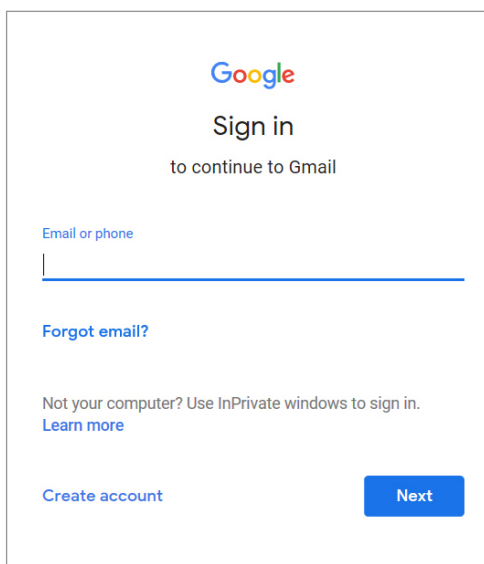 Google
Sign in
to continue to Gmail
Email or phone
Forgot email?
Not your computer? Use InPrivate windows to sign in.
Learn more
Create account
Next